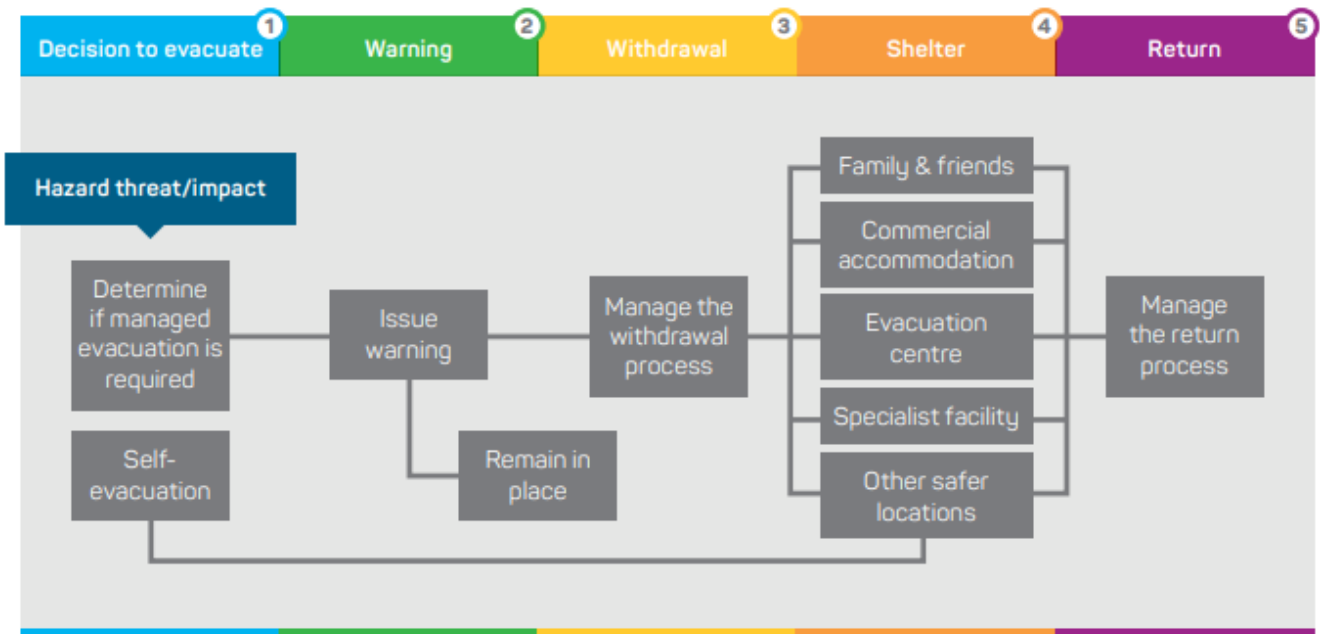 1
2
3
4
5
Decision to evacuate
Warning
Withdrawal
Shelter
Return
Hazard threat/impact
Determine
if managed
evacuation is
required
Self-
evacuation
Issue
warning
Remain in
place
Manage the
withdrawal
process
Family & friends
Commercial
accommodation
Evacuation
centre
Specialist facility
Other safer
locations
Manage
the return
process